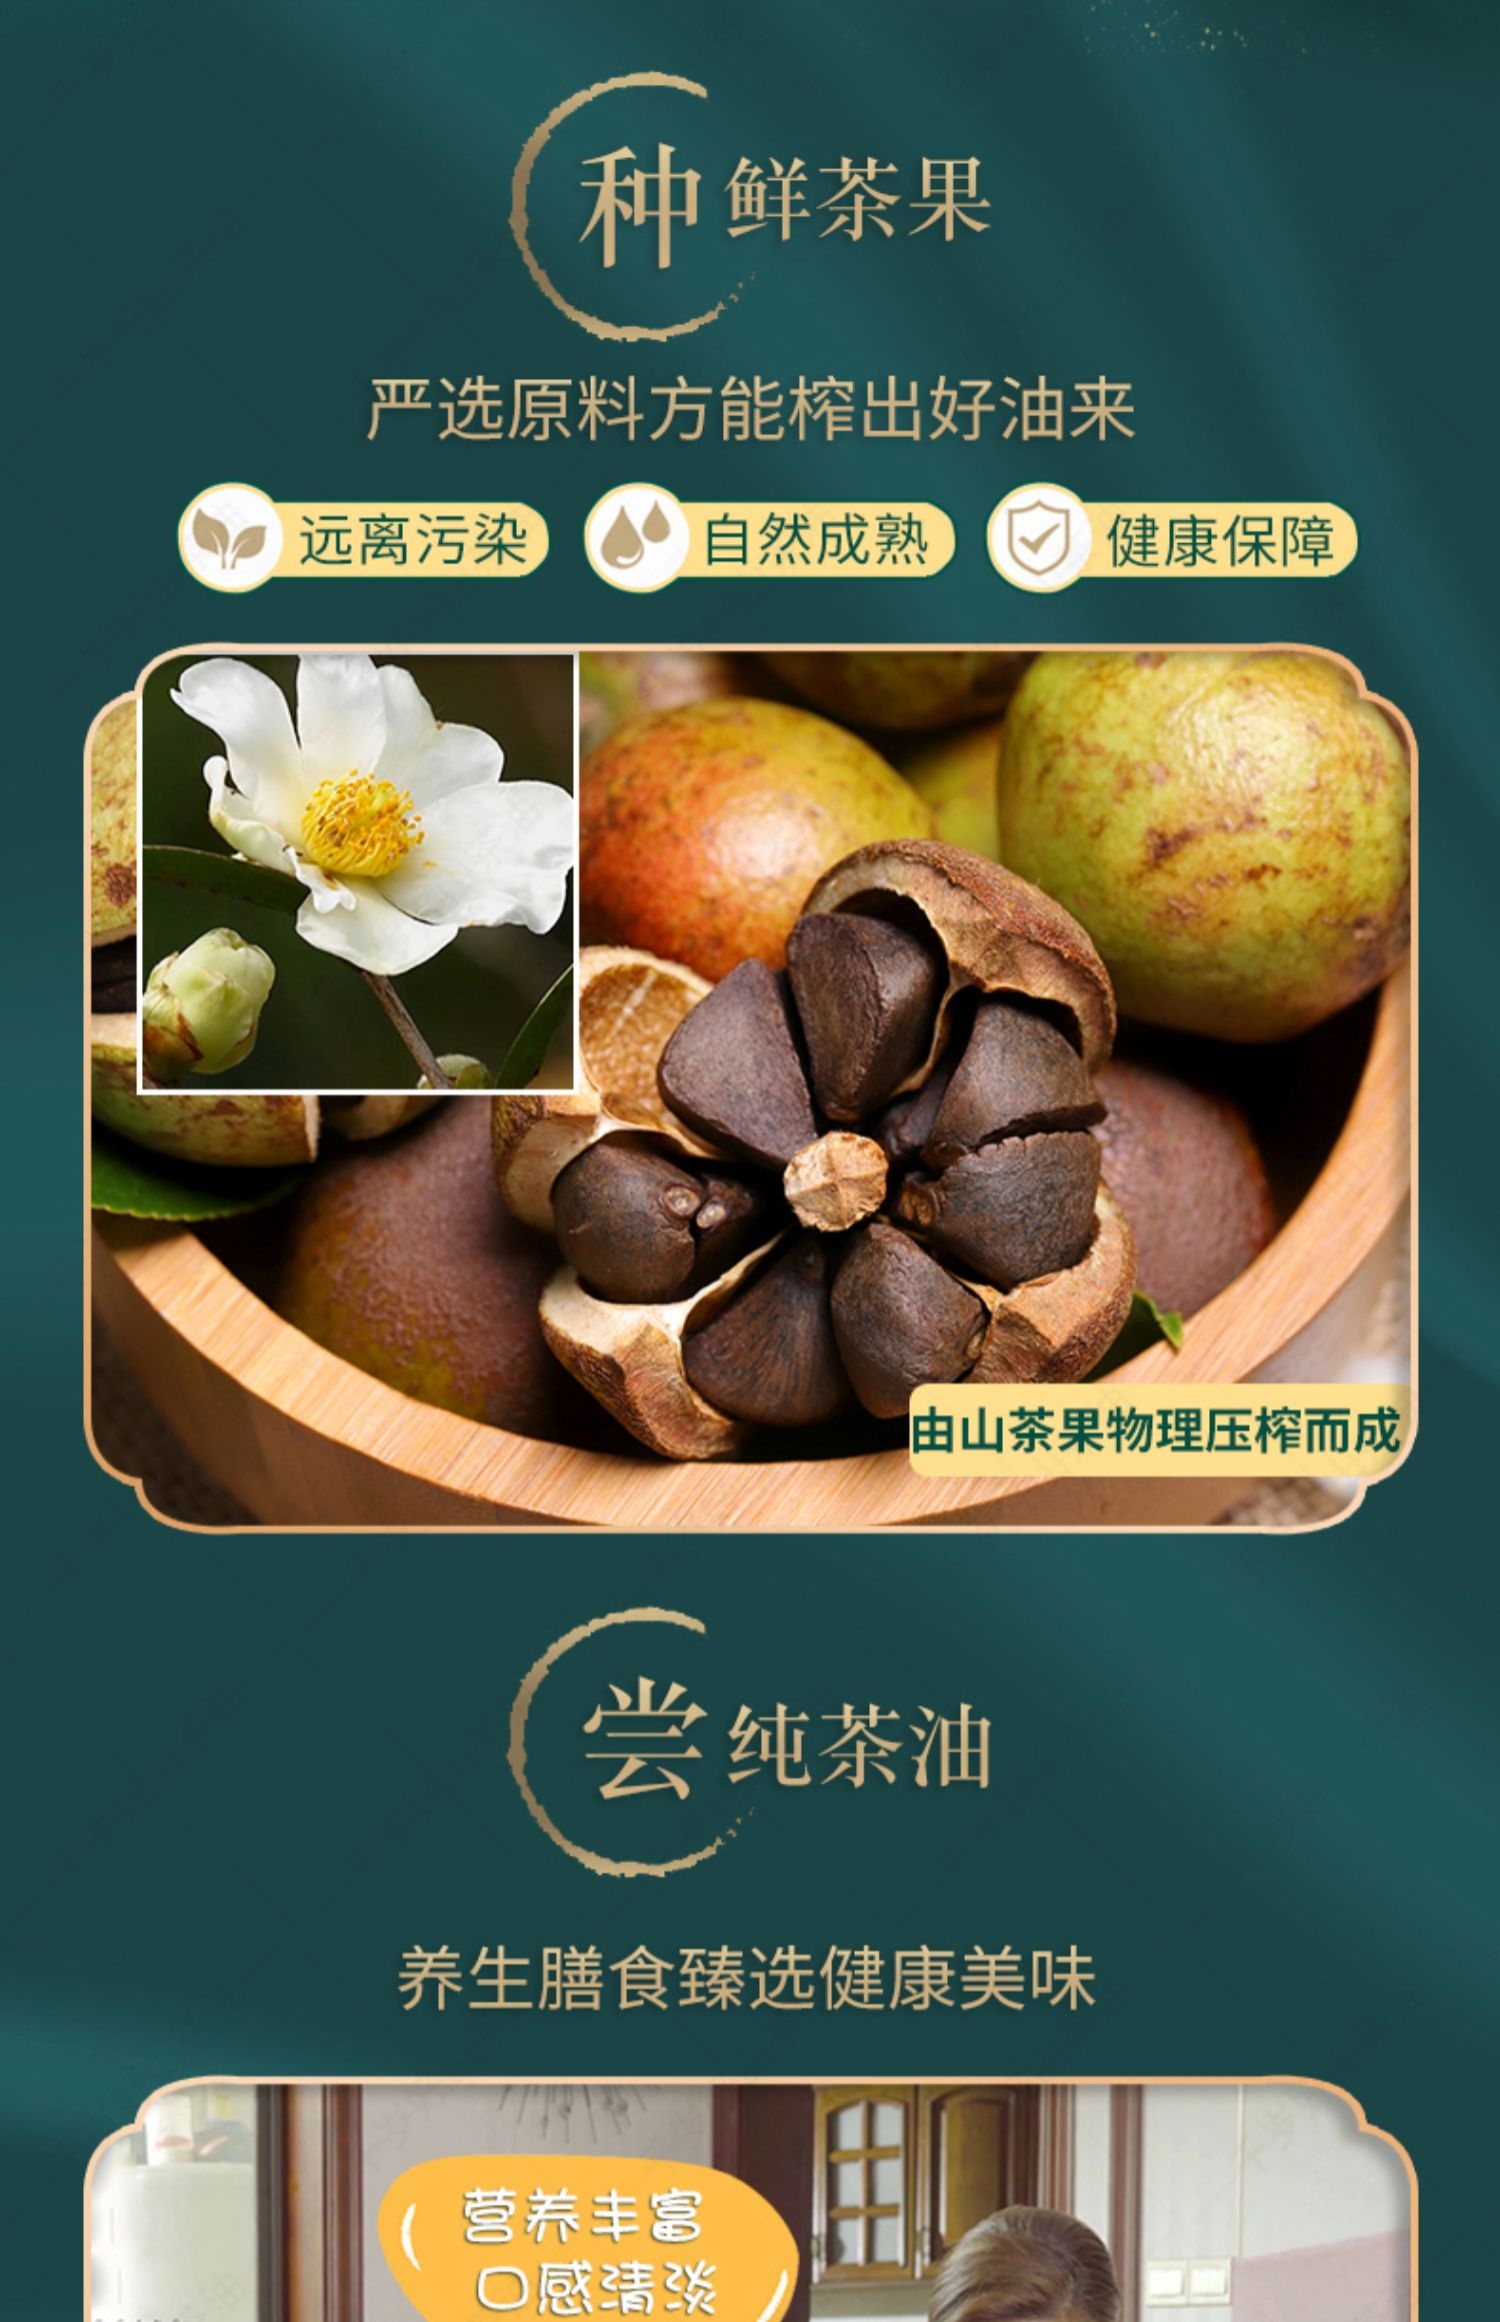 种鲜茶果
严选原料方能榨出好油来
远离污染
自然成熟
健康保障
由山茶果物理压榨而成
尝纯茶油
养生膳食臻选健康美味
营养丰富
口感清淡